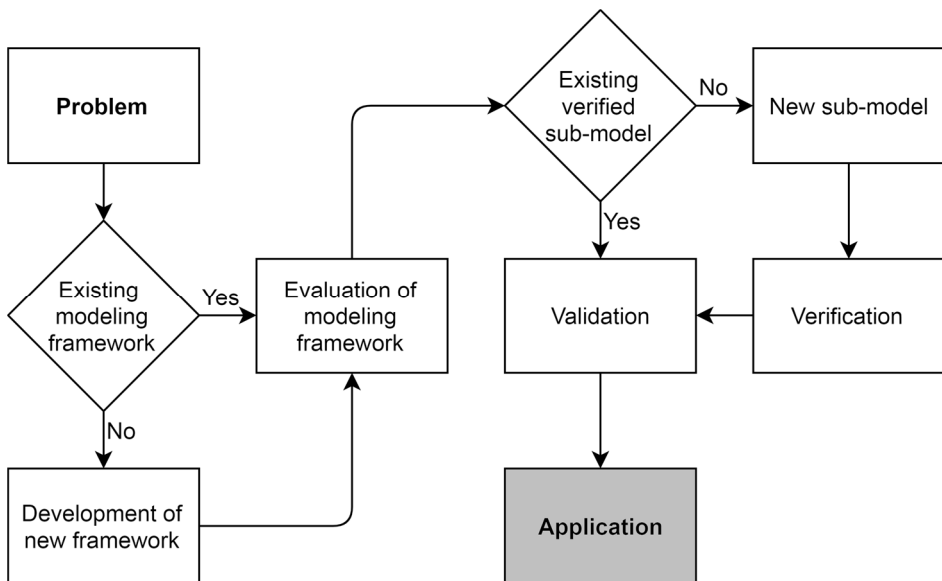 Problem
Existing
modeling
framework
Yes
No
Development of
new framework
Evaluation of
modeling
framework
Existing
verified
sub-model
No
Yes
New sub-model
Verification
Validation
Application